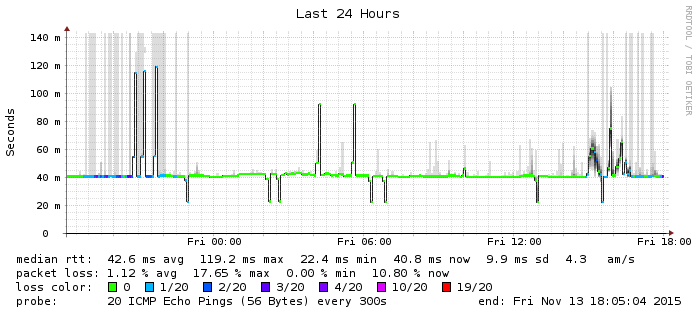 Last 24 Hours
RRDTOOL / TOBI OETIKER
Seconds
140 m
120 m
100 m
80 m
60 m
40 m
20 m
0
Fri 00:00 Fri 06:00 Fri 12:00 Fri 18:00
median rtt: 42.6 ms avg 119.2 ms max 22.4 ms min 40.8 ms now 9.9 ms sd 4.3 am/s
packet loss: 1.12 % avg 17.65 % max 0.00 % min 10.80 % now
loss color: 0 1/20 2/20 3/20 4/20 10/20 19/20
probe: 20 ICMP Echo Pings (56 Bytes) every 300s end: Fri Nov 13 18:05:04 2015